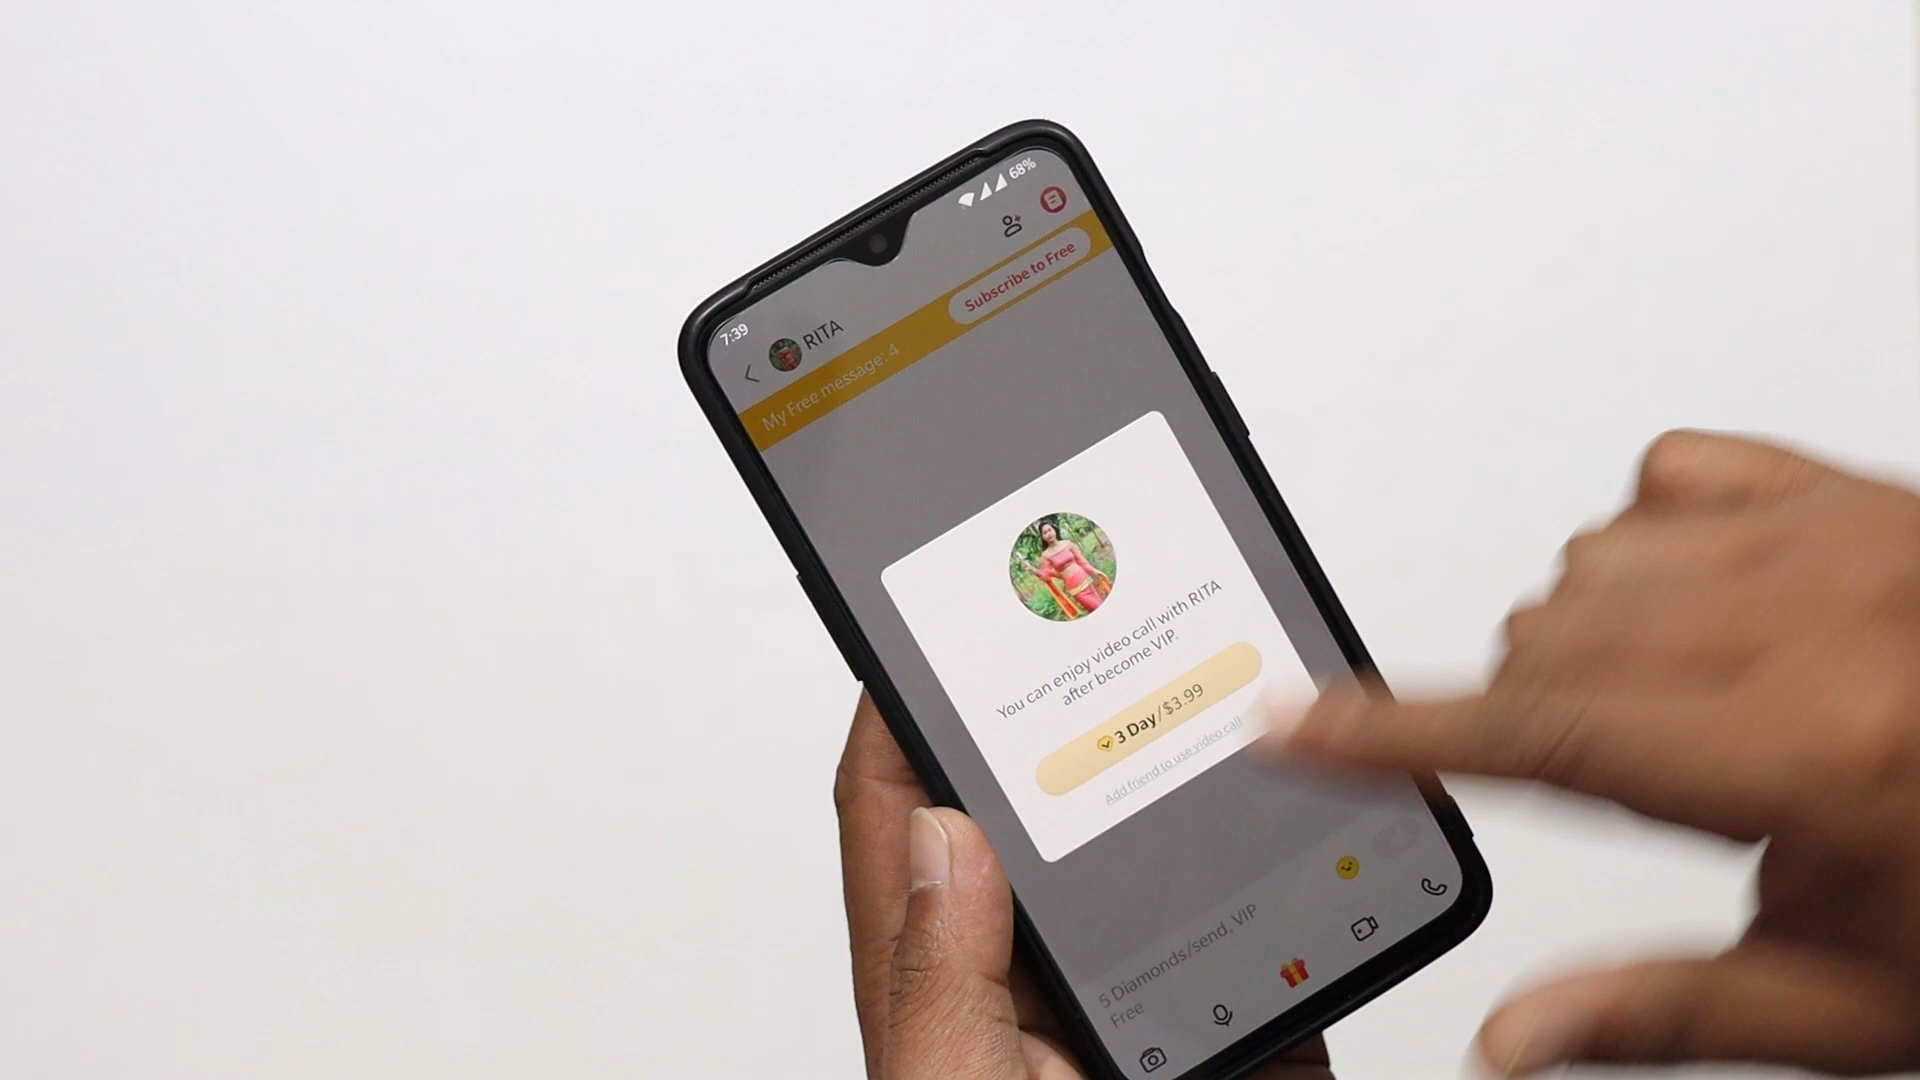 7:39
68%
RITA
My Free message: 4
Subscribe to Free
You can enjoy video call with RITA
after become VIP.
3 Day/$3.99
Add friend to use video call
5 Diamonds/send, VIP
Free